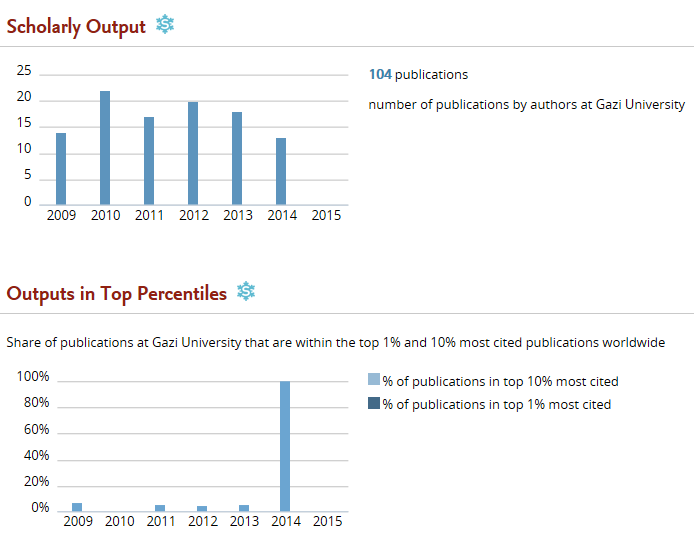 Scholarly Output
25
20
15
10
5
0
2009 2010 2011 2012 2013 2014 2015
104 publications
number of publications by authors at Gazi University
Outputs in Top Percentiles
Share of publications at Gazi University that are within the top 1% and 10% most cited publications worldwide
100%
80%
60%
40%
20%
0%
2009 2010 2011 2012 2013 2014 2015
% of publications in top 10% most cited
% of publications in top 1% most cited